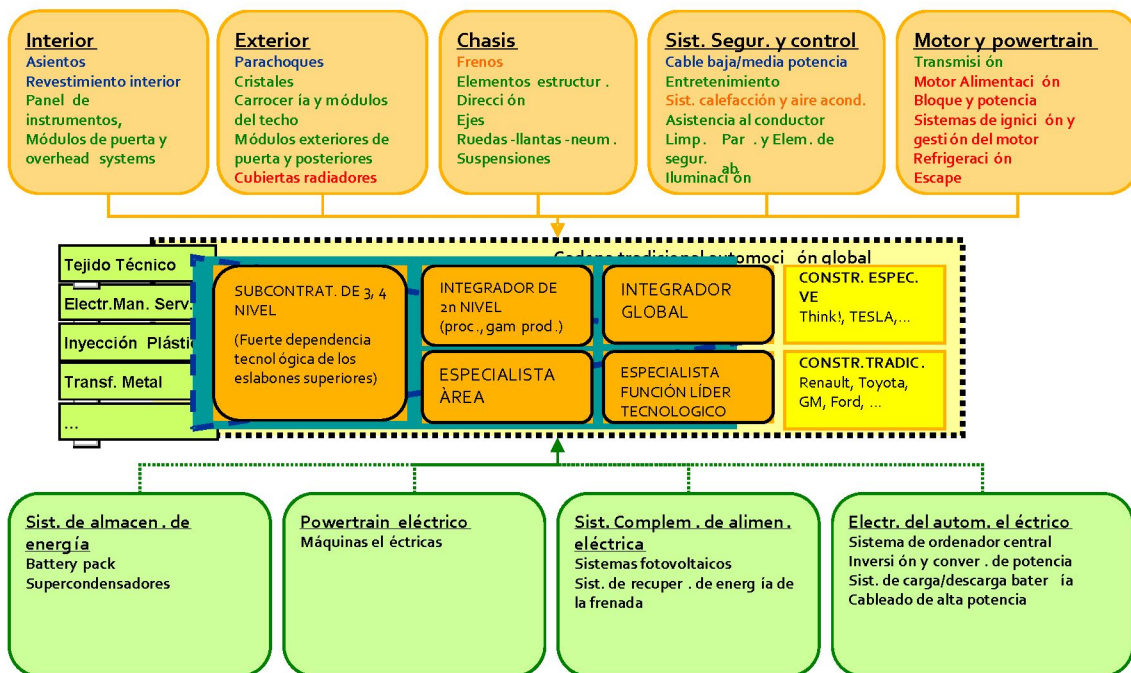 Interior
Asientos
Revestimiento interior
Panel de
instrumentos,
Módulos de puerta y
overhead systems
Exterior
Parachoques
Cristales
Carrocer ía y módulos
del techo
Módulos exteriores de
puerta y posteriores
Cubiertas radiadores
Chasis
Frenos
Elementos estructur .
Direcci ón
Ejes
Ruedas -llantas -neum .
Suspensiones
Sist. Segur. y control
Cable baja/media potencia
Entretenimiento
Sist. calefacción y aire acond.
Asistencia al conductor
Limp. Par . y Elem. de
segur.
ab.
Iluminaci ón
Motor y powertrain
Transmisi ón
Motor Alimentaci ón
Bloque y potencia
Sistemas de ignici ón y
gestión del motor
Refrigeraci ón
Escape
Cadena tradicional automoci ón global
Tejido Técnico
Electr.Man. Serv.
Inyección Plástic
Transf. Metal
...
SUBCONTRAT. DE 3, 4
NIVEL
(Fuerte dependencia
tecnol ógica de los
eslabones superiores)
INTEGRADOR DE
2n NIVEL
(proc., gam prod.)
ESPECIALISTA
ÀREA
INTEGRADOR
GLOBAL
ESPECIALISTA
FUNCIÓN LÍDER
TECNOLOGICO
CONSTR. ESPEC.
VE
Think!, TESLA,...
CONSTR.TRADIC.
Renault, Toyota,
GM, Ford, ...
Sist. de almacen . de
energía
Battery pack
Supercondensadores
Powertrain eléctrico
Máquinas el éctricas
Sist. Complem . de alimen .
eléctrica
Sistemas fotovoltaicos
Sist. de recuper . de energ ía de
la frenada
Electr. del autom. el éctrico
Sistema de ordenador central
Inversi ón y conver . de potencia
Sist. de carga/descarga bater ía
Cableado de alta potencia